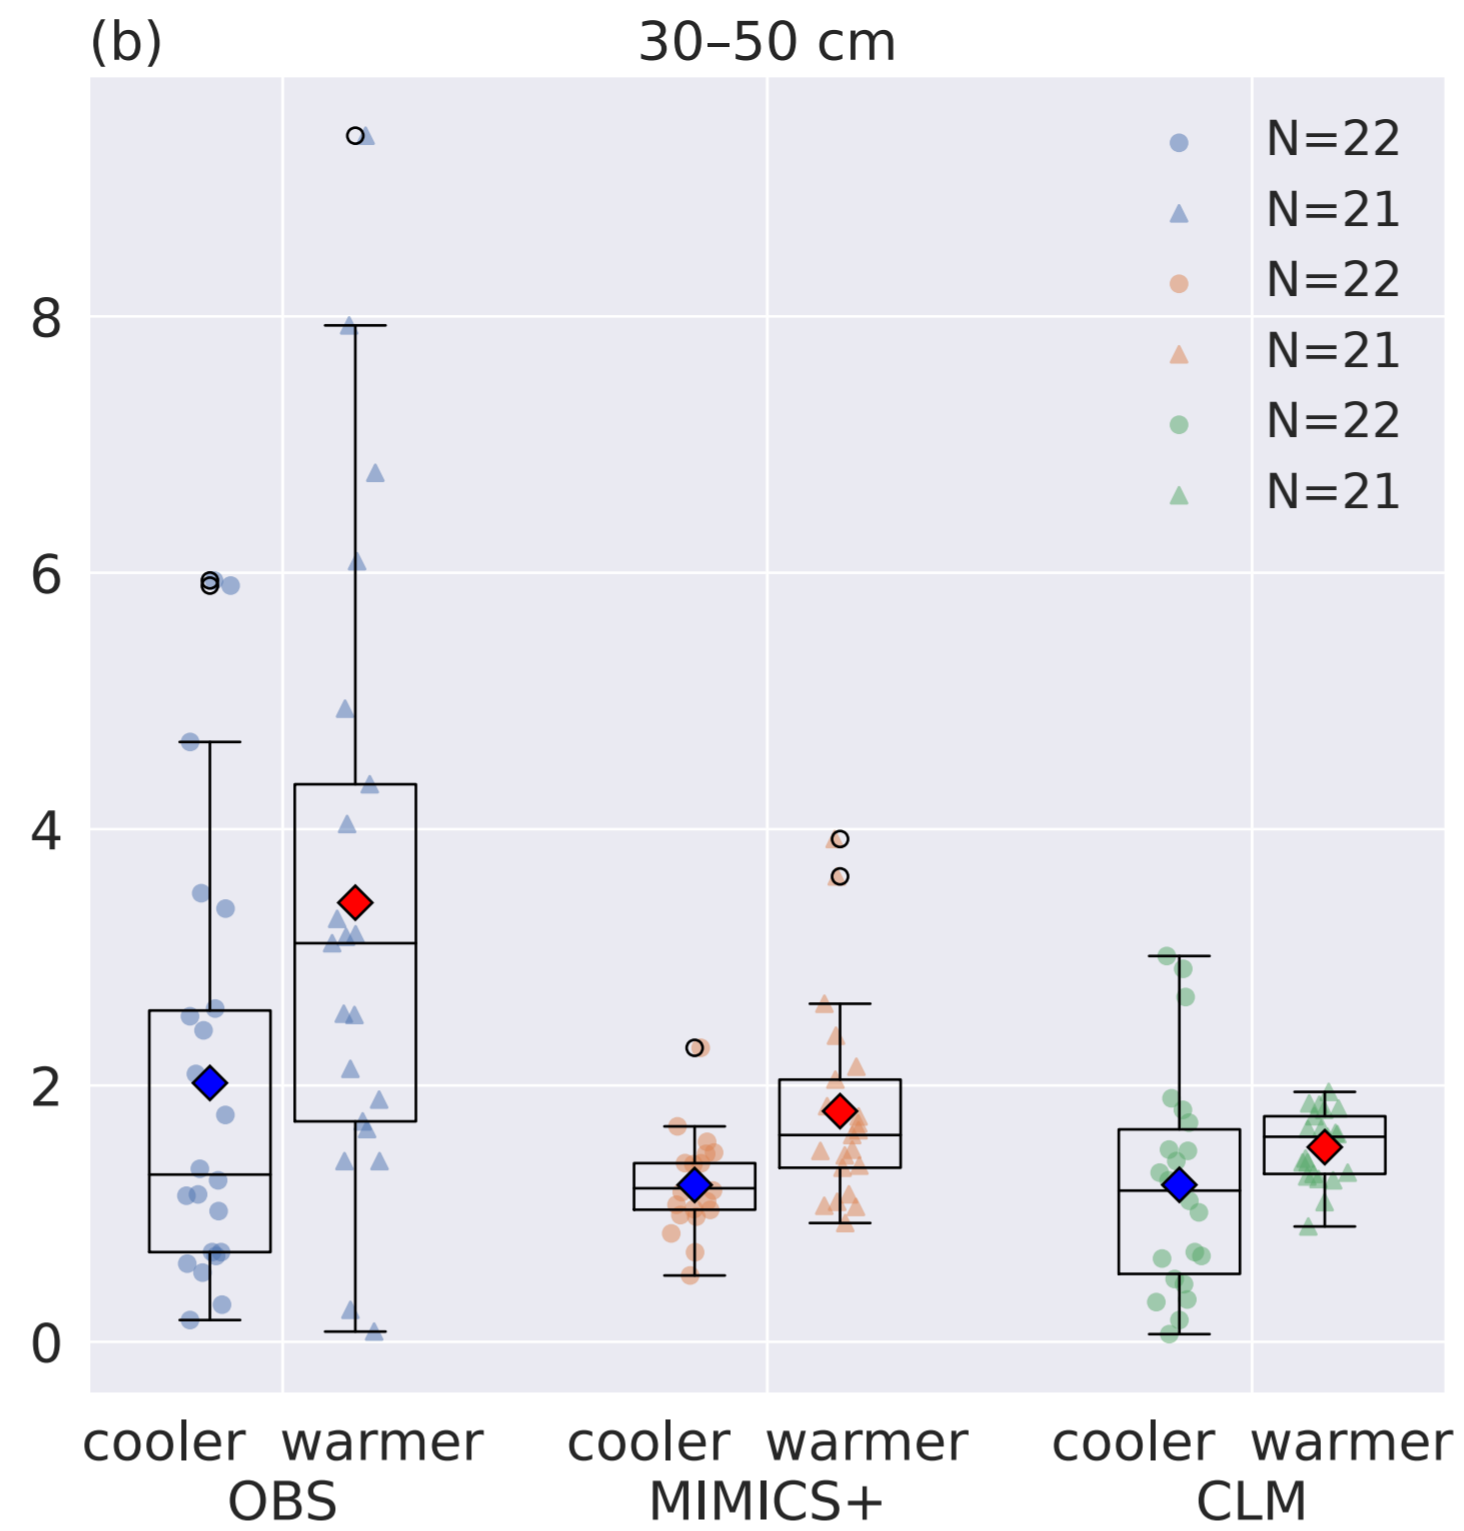 (b) 30–50 cm
N=22
N=21
N=22
N=21
N=22
N=21
8
6
4
2
0
cooler warmer cooler warmer cooler warmer
OBS MIMICS+ CLM